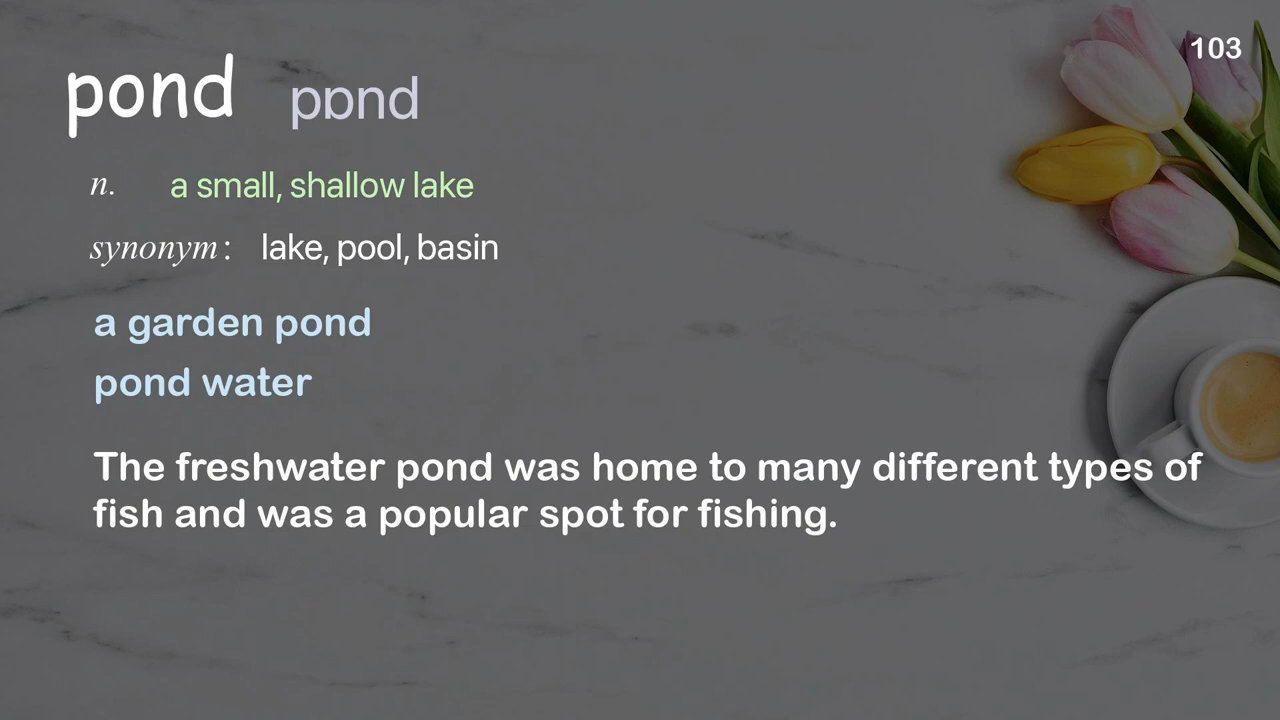 103
pond pɒnd
n. a small, shallow lake
synonym: lake, pool, basin
a garden pond
pond water
The freshwater pond was home to many different types of
fish and was a popular spot for fishing.